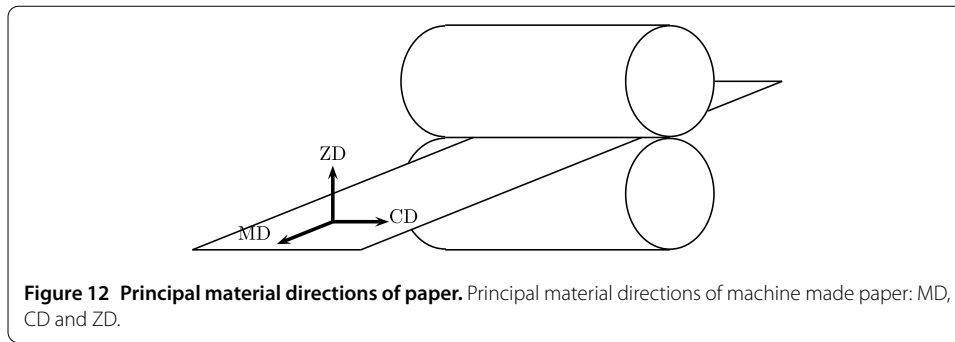 ZD
CD
MD
Figure 12 Principal material directions of paper. Principal material directions of machine made paper: MD,
CD and ZD.